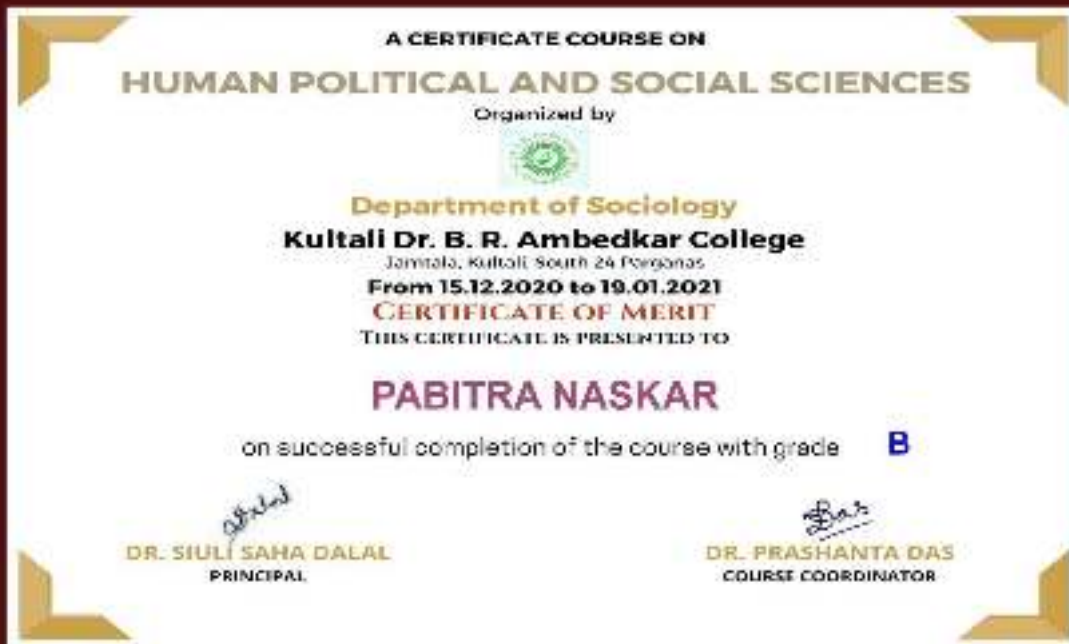 A CERTIFICATE COURSE ON
HUMAN POLITICAL AND SOCIAL SCIENCES
Organized by
Department of Sociology
Kultali Dr. B. R. Ambedkar College
Jamtala, Kultali, South 24 Parganas
From 15.12.2020 to 19.01.2021
CERTIFICATE OF MERIT
THIS CERTIFICATE IS PRESENTED TO
PABITRA NASKAR
on successful completion of the course with grade B
DR. SIULI SAHA DALAL
PRINCIPAL
Das
DR. PRASHANTA DAS
COURSE COORDINATOR